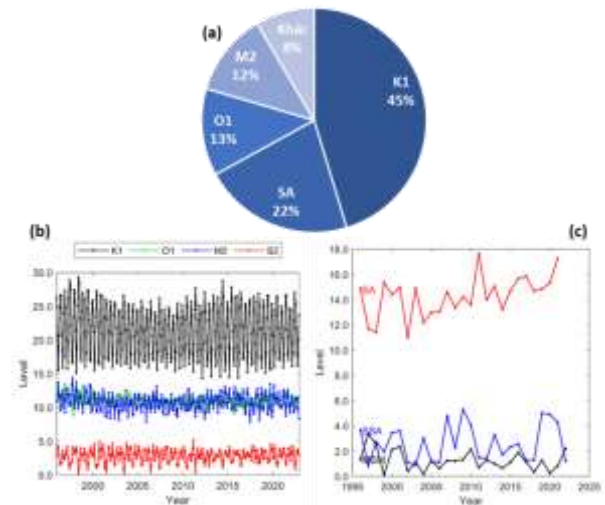 (a)
Khác
8%
M2
12%
K1
45%
O1
13%
SA
22%
(b)
(c)
K1
O1
M2
S2
30.0
25.0
20.0
15.0
10.0
5.0
0.0
Level
2000
2005
2010
2015
2020
Year
18.0
16.0
14.0
12.0
10.0
8.0
6.0
4.0
2.0
0.0
Level
SA
SSA
1995
2000
2005
2010
2015
2020
2025
Year